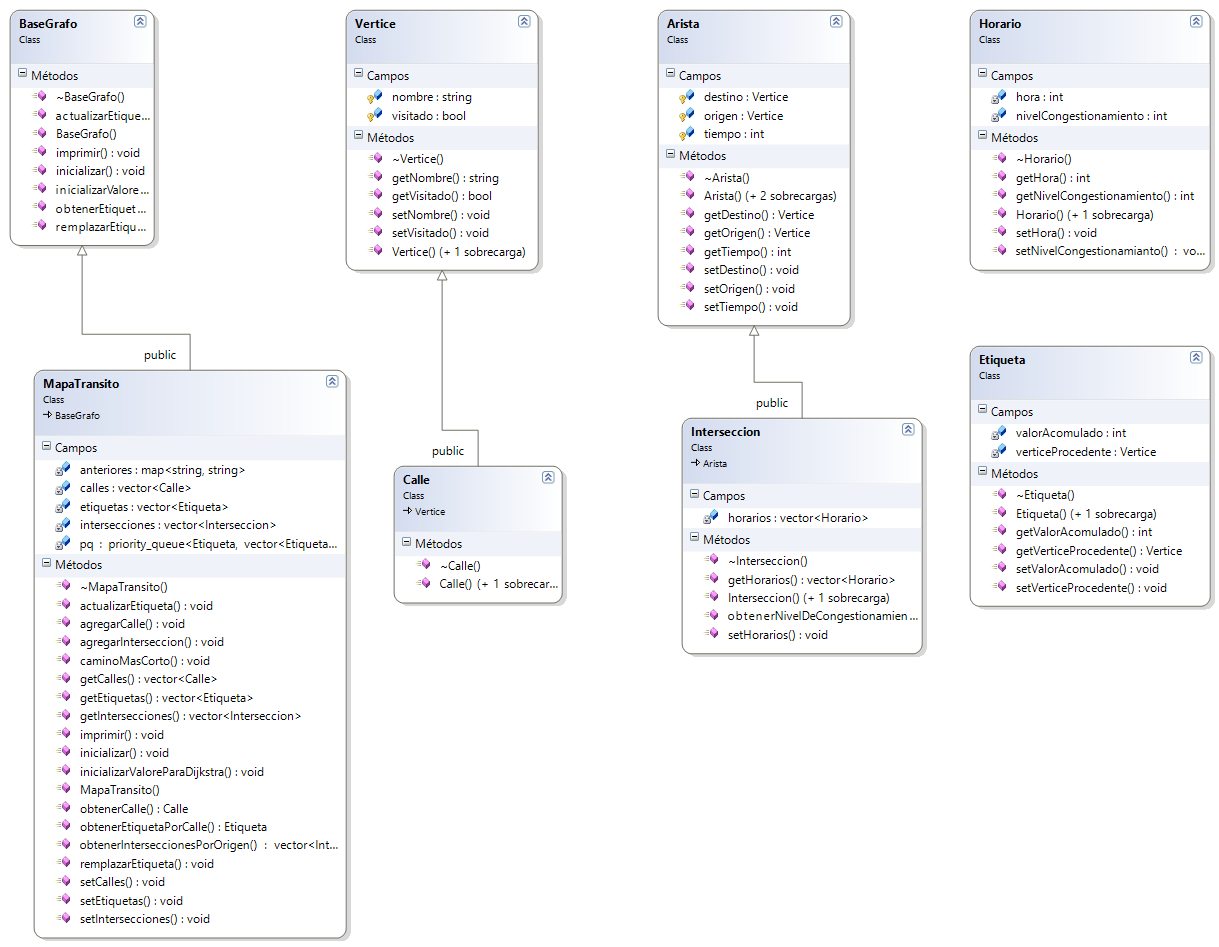 BaseGrafo
Class
Métodos
~BaseGrafo()
actualizarEtique...
BaseGrafo()
imprimir() : void
inicializar() : void
inicializarValore...
obtenerEtiquet...
remplazarEtiqu...
Vertice
Class
Campos
nombre : string
visitado : bool
Métodos
~Vertice()
getNombre() : string
getVisitado() : bool
setNombre() : void
setVisitado() : void
Vertice() (+ 1 sobrecarga)
Arista
Class
Campos
destino : Vertice
origen : Vertice
tiempo : int
Métodos
~Arista()
Arista() (+ 2 sobrecargas)
getDestino() : Vertice
getOrigen() : Vertice
getTiempo() : int
setDestino() : void
setOrigen() : void
setTiempo() : void
Horario
Class
Campos
hora : int
nivelCongestionamiento : int
Métodos
~Horario()
getHora() : int
getNivelCongestionamiento() : int
Horario() (+ 1 sobrecarga)
setHora() : void
setNivelCongestionamianto() : vo...
public
MapaTransito
Class
BaseGrafo
Campos
anteriores : map<string, string>
calles : vector<Calle>
etiquetas : vector<Etiqueta>
intersecciones : vector<Interseccion>
pq : priority_queue<Etiqueta, vector<Etiqueta...
Métodos
~MapaTransito()
actualizarEtiqueta() : void
agregarCalle() : void
agregarInterseccion() : void
caminoMasCorto() : void
getCalles() : vector<Calle>
getEtiquetas() : vector<Etiqueta>
getIntersecciones() : vector<Interseccion>
imprimir() : void
inicializar() : void
inicializarValoreParaDijkstra() : void
MapaTransito()
obtenerCalle() : Calle
obtenerEtiquetaPorCalle() : Etiqueta
obtenerInterseccionesPorOrigen() : vector<Int...
remplazarEtiqueta() : void
setCalles() : void
setEtiquetas() : void
setIntersecciones() : void
public
Calle
Class
Vertice
Métodos
~Calle()
Calle() (+ 1 sobrecar...
public
Interseccion
Class
Arista
Campos
horarios : vector<Horario>
Métodos
~Interseccion()
getHorarios() : vector<Horario>
Interseccion() (+ 1 sobrecarga)
obtenerNivelDeCongestionamien...
setHorarios() : void
Etiqueta
Class
Campos
valorAcomulado : int
verticeProcedente : Vertice
Métodos
~Etiqueta()
Etiqueta() (+ 1 sobrecarga)
getValorAcomulado() : int
getVerticeProcedente() : Vertice
setValorAcomulado() : void
setVerticeProcedente() : void